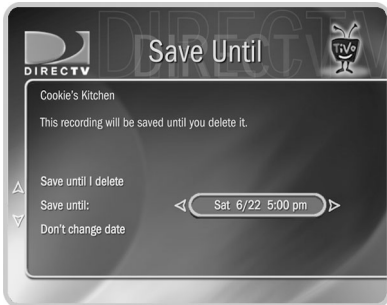 DIRECTV
DIRECTV
Save Until
TiVo
Cookie's Kitchen
This recording will be saved until you delete it.
Save until I delete
Save until:
Sat 6/22 5:00 pm
Don't change date